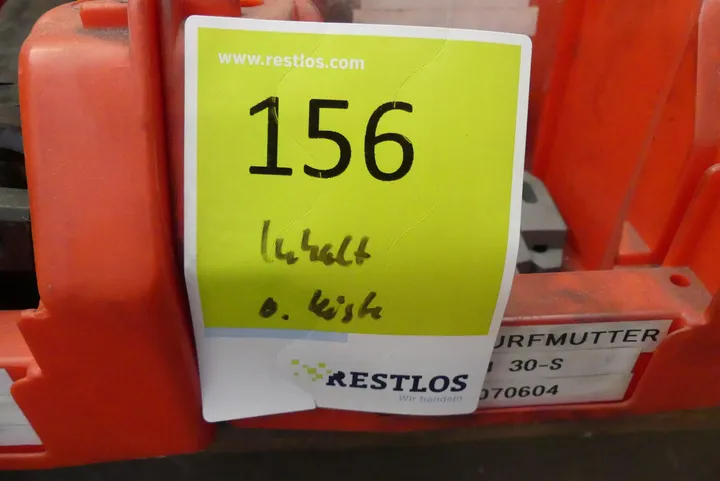 www.restlos.com
156
Inhalt
o. Kiste
RESTLOS
Wir handeln
URFMUTTER
30-S
070604